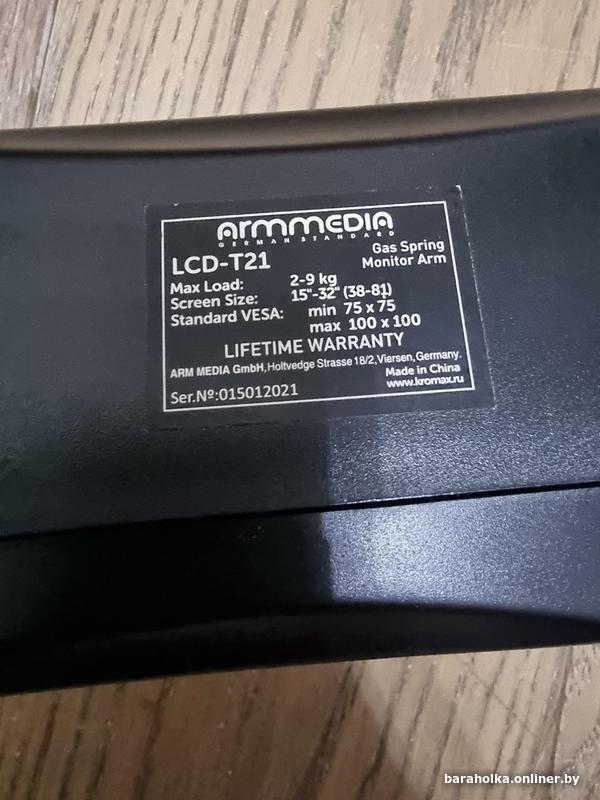 ARMMEDIA
GERMAN STANDARD
LCD-T21
Gas Spring
Monitor Arm
Max Load: 2-9 kg
Screen Size: 15"-32" (38-81)
Standard VESA: min 75 x 75
max 100 x 100
LIFETIME WARRANTY
ARM MEDIA GmbH, Holtvedge Strasse 18/2, Viersen, Germany.
Made in China
www.kromax.ru
Ser.№:015012021
baraholka.onliner.by